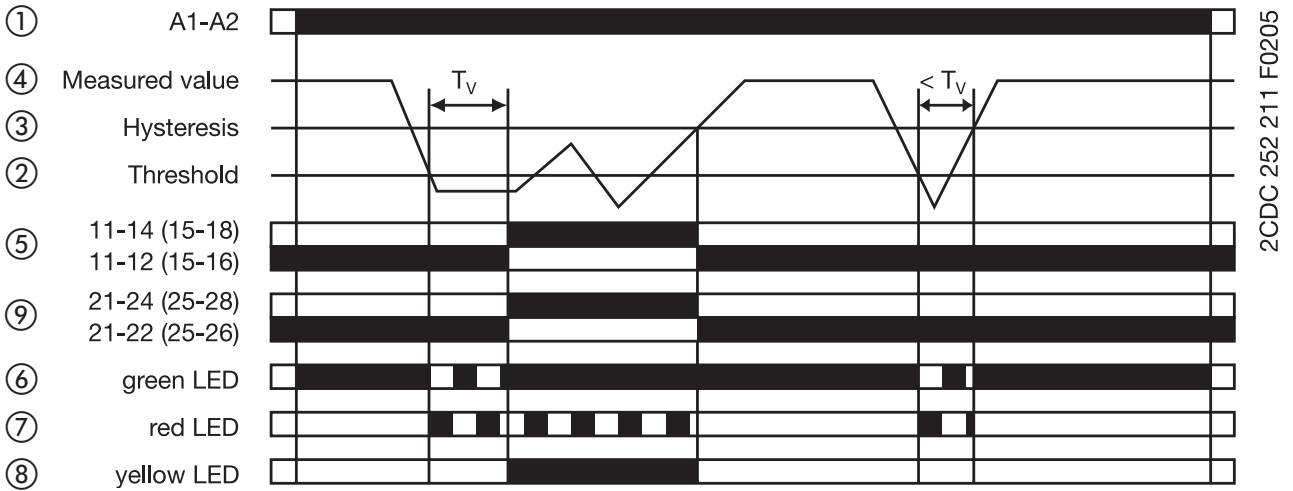 ① A1-A2
④ Measured value T_V < T_V
③ Hysteresis
② Threshold
⑤ 11-14 (15-18)
11-12 (15-16)
⑨ 21-24 (25-28)
21-22 (25-26)
⑥ green LED
⑦ red LED
⑧ yellow LED
2CDC 252 211 F0205